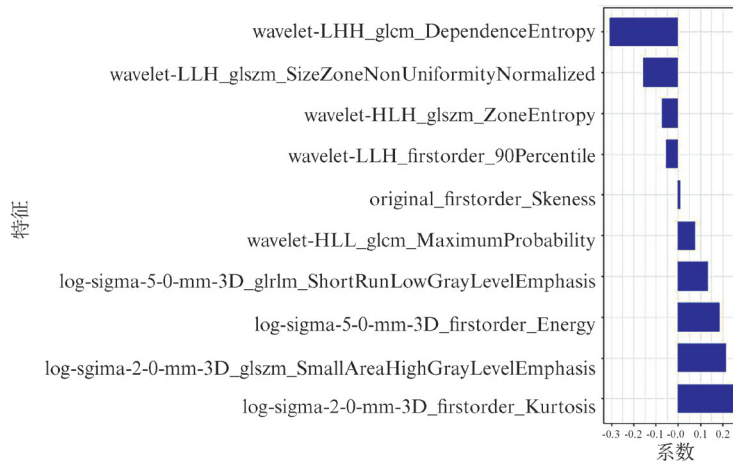 wavelet-LHH_glcm_DependenceEntropy
wavelet-LLH_glszm_SizeZoneNonUniformityNormalized
wavelet-HLH_glszm_ZoneEntropy
wavelet-LLH_firstorder_90Percentile
original_firstorder_Skeness
wavelet-HLL_glcm_MaximumProbability
log-sigma-5-0-mm-3D_glrlm_ShortRunLowGrayLevelEmphasis
log-sigma-5-0-mm-3D_firstorder_Energy
log-sgima-2-0-mm-3D_glszm_SmallAreaHighGrayLevelEmphasis
log-sigma-2-0-mm-3D_firstorder_Kurtosis
特征
-0.3 -0.2 -0.1 -0.0 0.1 0.2
系数